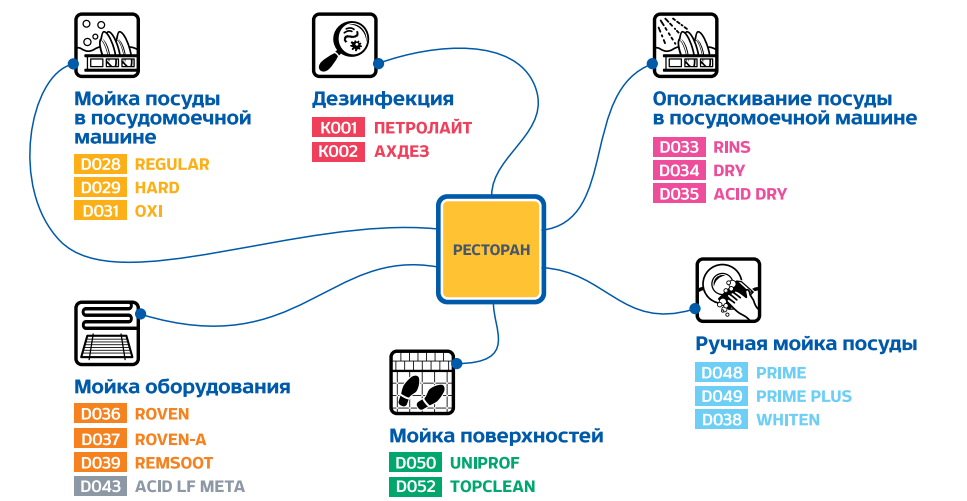 Мойка посуды
в посудомоечной
машине
D028 REGULAR
D029 HARD
D031 OXI
Дезинфекция
K001 ПЕТРОЛАЙТ
K002 АХДЕЗ
Ополаскивание посуды
в посудомоечной машине
D033 RINS
D034 DRY
D035 ACID DRY
РЕСТОРАН
Мойка оборудования
D036 ROVEN
D037 ROVEN-A
D039 REMSOOT
D043 ACID LF META
Мойка поверхностей
D050 UNIPROF
D052 TOPCLEAN
Ручная мойка посуды
D048 PRIME
D049 PRIME PLUS
D038 WHITEN